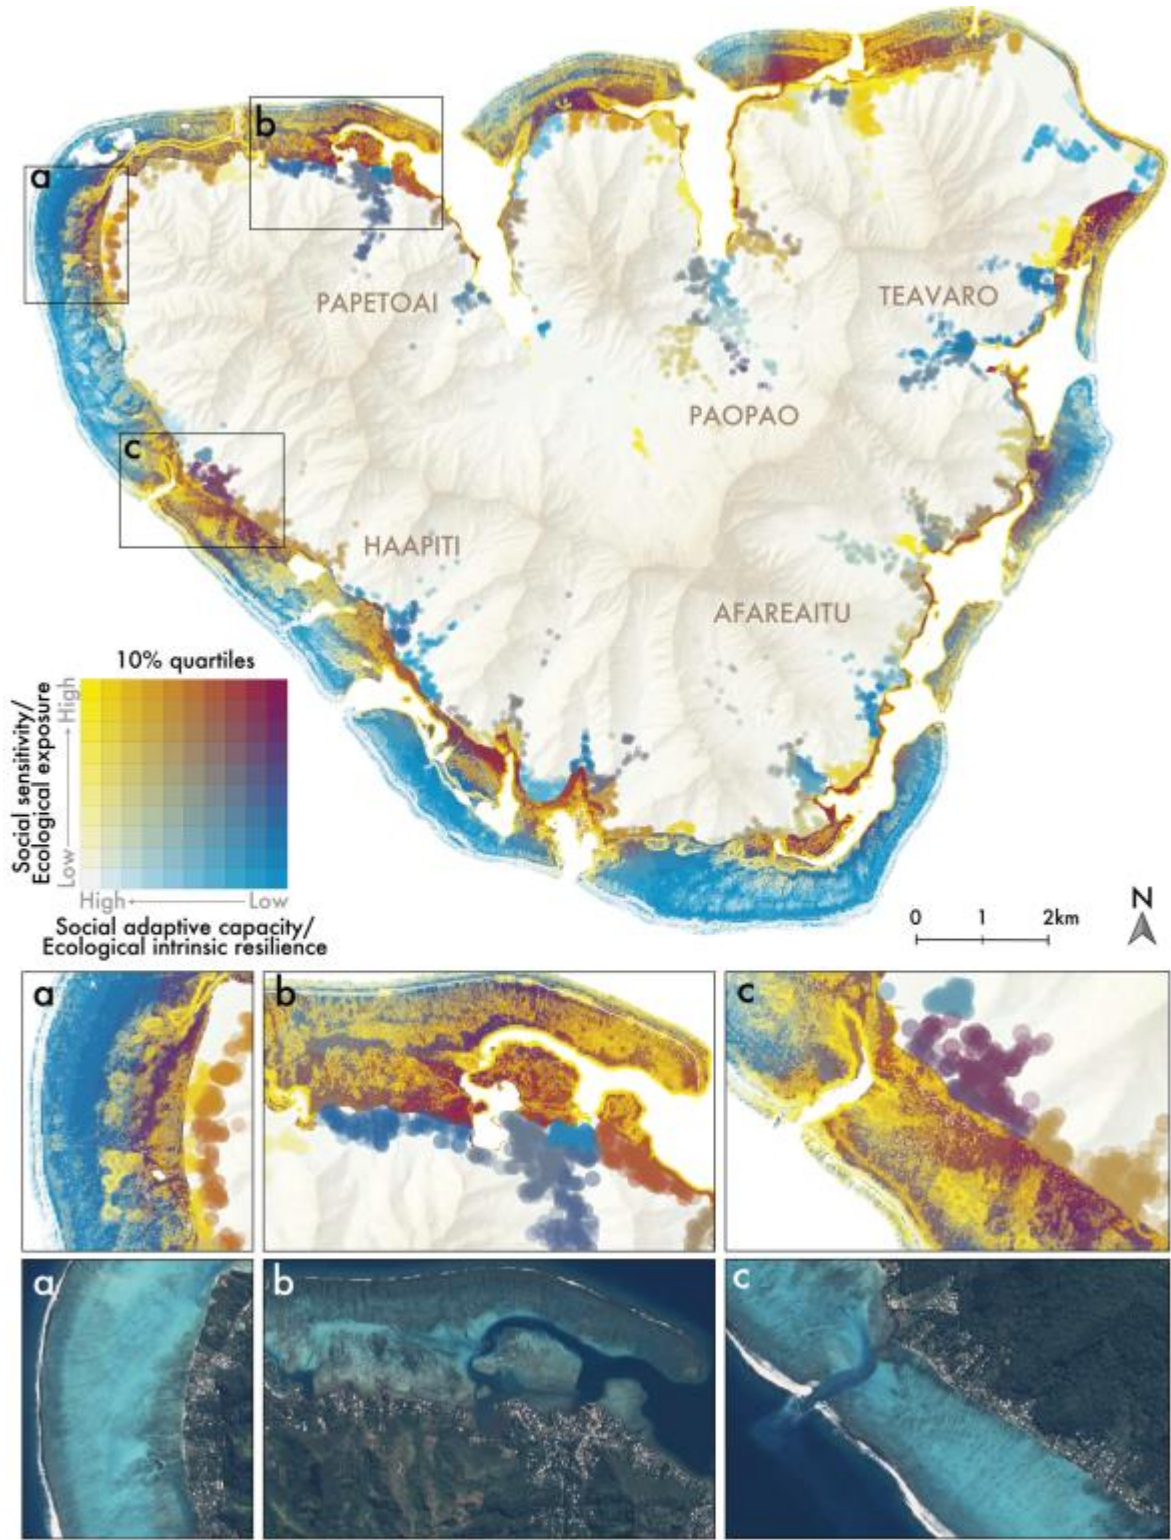 b
a
PAPETOAI
TEAVARO
PAOPAO
c
HAAPITI
AFAREAITU
10% quartiles
Social sensitivity/
Ecological exposure
Low
High
High
Low
Social adaptive capacity/
Ecological intrinsic resilience
0 1 2km
N
a
b
c
a
b
c